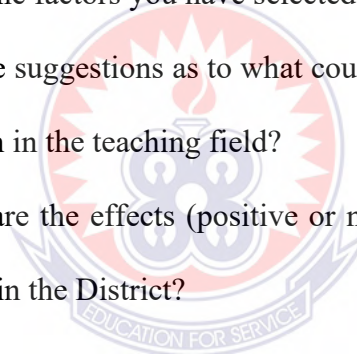 he factors you have selected
e suggestions as to what cou
n in the teaching field?
are the effects (positive or n
in the District?
EDUCATION FOR SERVICE